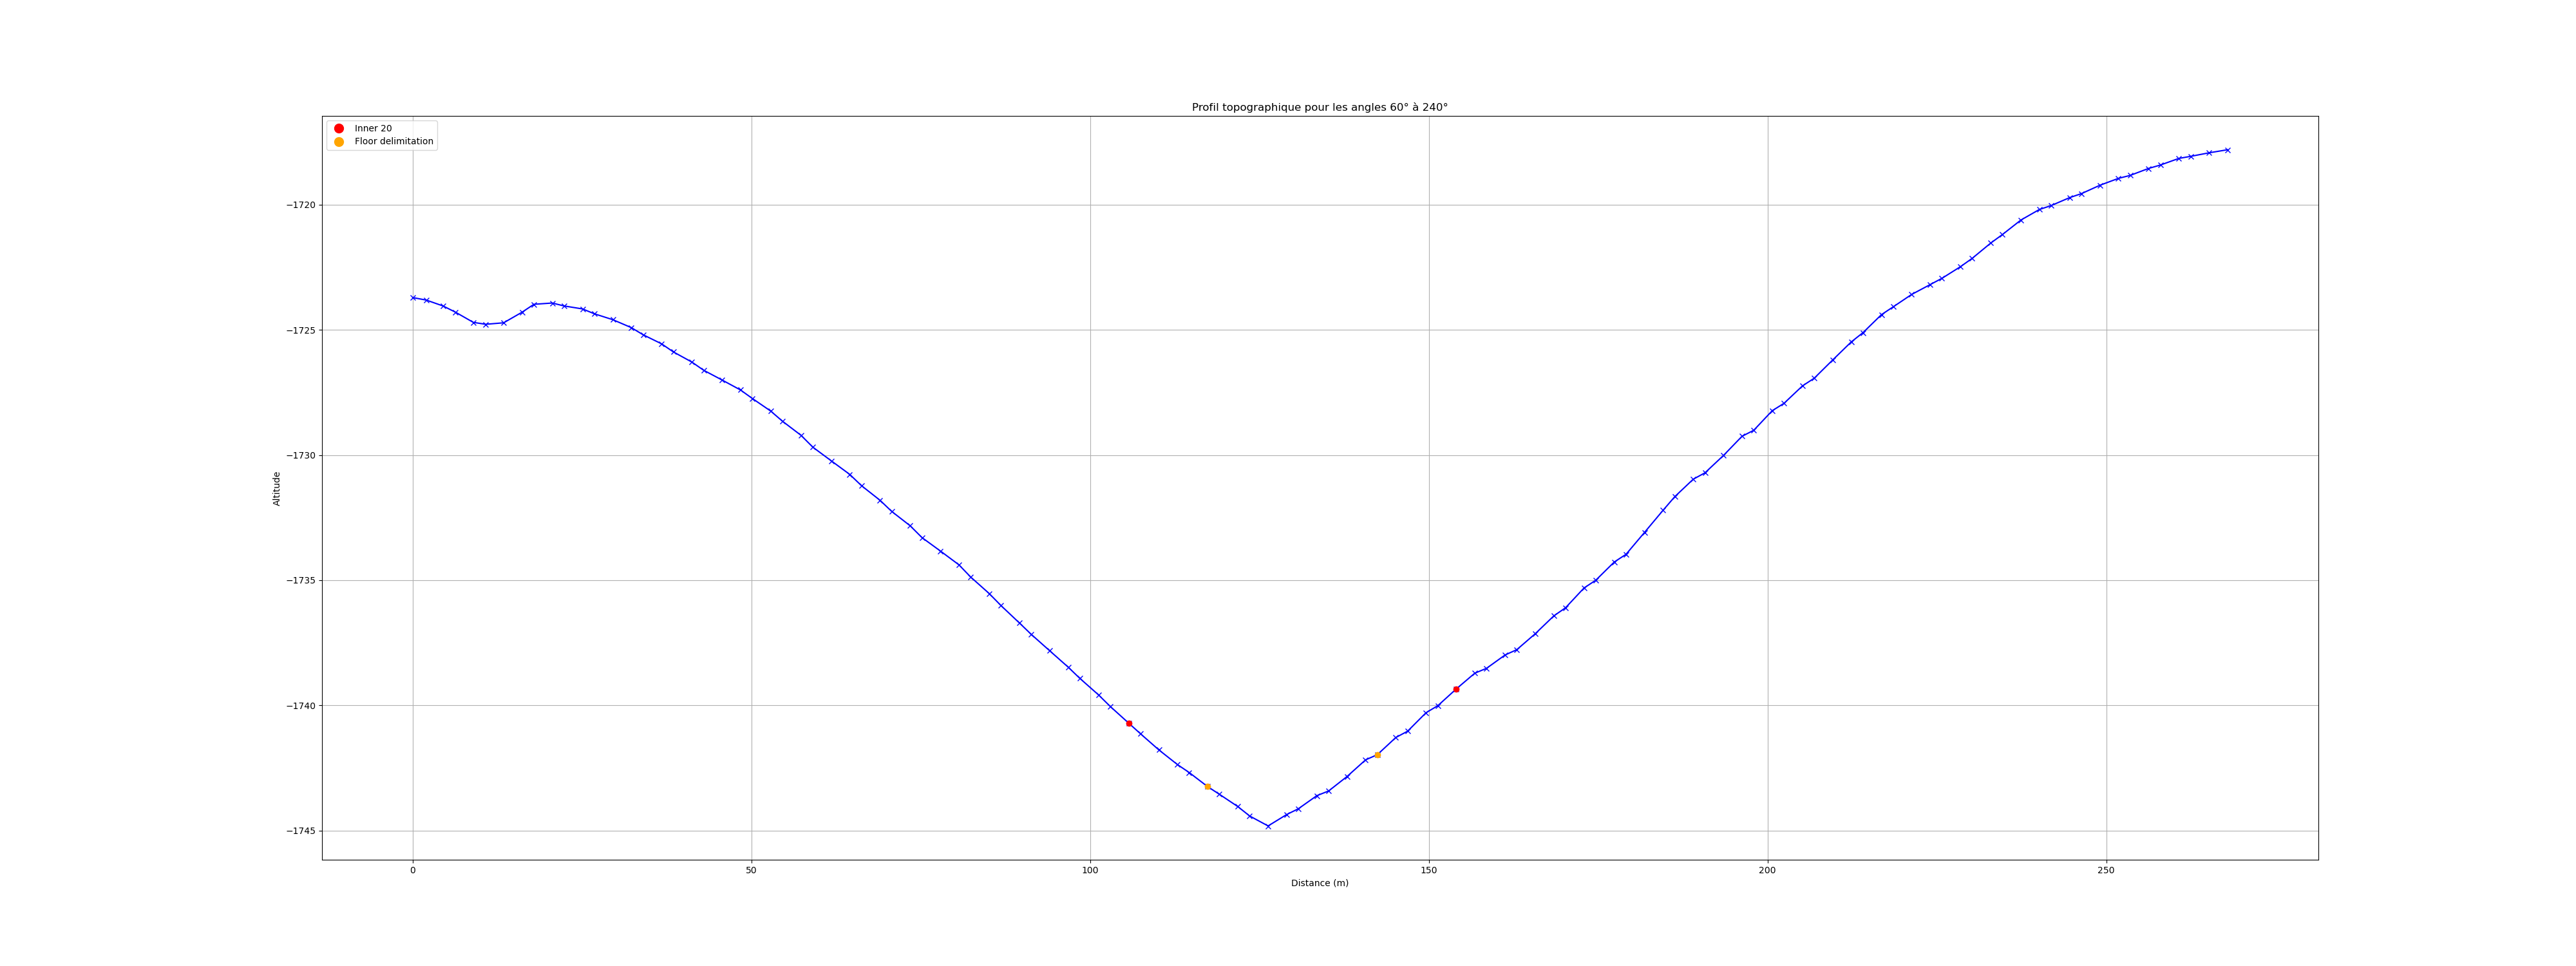 Profil topographique pour les angles 60° à 240°
Inner 20
Floor delimitation
−1720
−1725
−1730
−1735
−1740
−1745
Altitude
0 50 100 150 200 250
Distance (m)